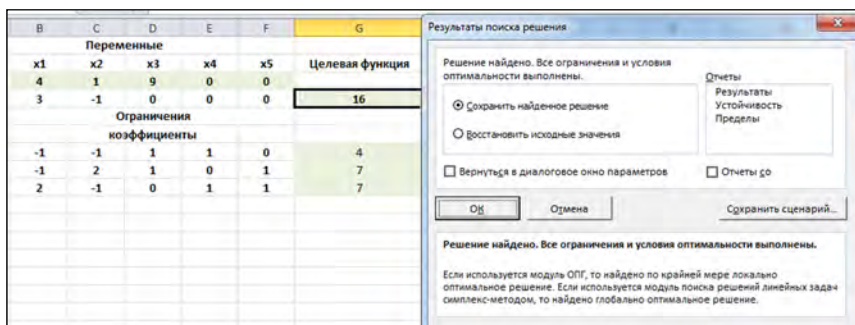 B C D E F G
Переменные
x1 x2 x3 x4 x5 Целевая функция
4 1 9 0 0
3 -1 0 0 0 16
Ограничения
коэффициенты
-1 -1 1 1 0 4
-1 2 1 0 1 7
2 -1 0 1 1 7
Результаты поиска решения
Решение найдено. Все ограничения и условия
оптимальности выполнены.
Отчеты
Результаты
Устойчивость
Пределы
Сохранить найденное решение
Восстановить исходные значения
Вернуться в диалоговое окно параметров
Отчеты со
ОК Отмена Сохранить сценарий...
Решение найдено. Все ограничения и условия оптимальности выполнены.
Если используется модуль ОПГ, то найдено по крайней мере локально
оптимальное решение. Если используется модуль поиска решений линейных задач
симплекс-методом, то найдено глобально оптимальное решение.